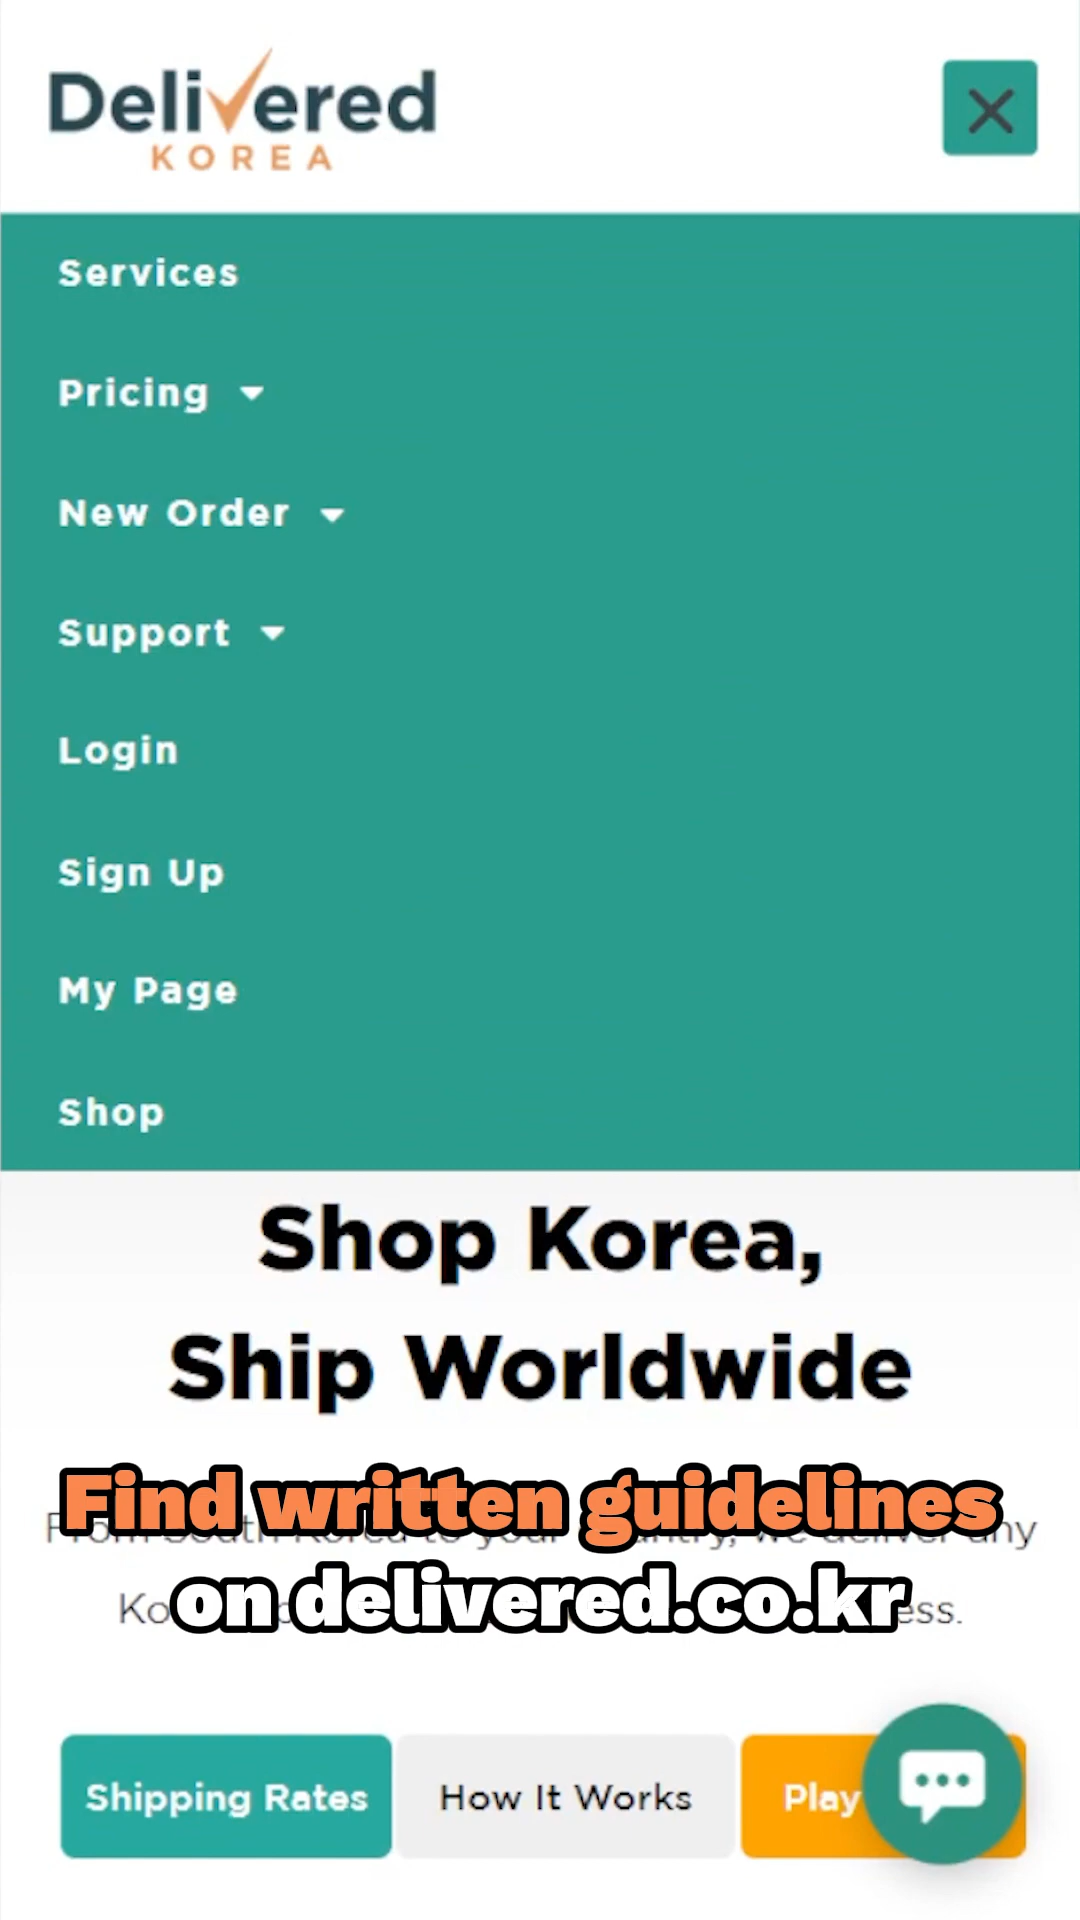 Delivered
KOREA
Services
Pricing
New Order
Support
Login
Sign Up
My Page
Shop
Shop Korea,
Ship Worldwide
Find written guidelines
on delivered.co.kr
Shipping Rates
How It Works
Play